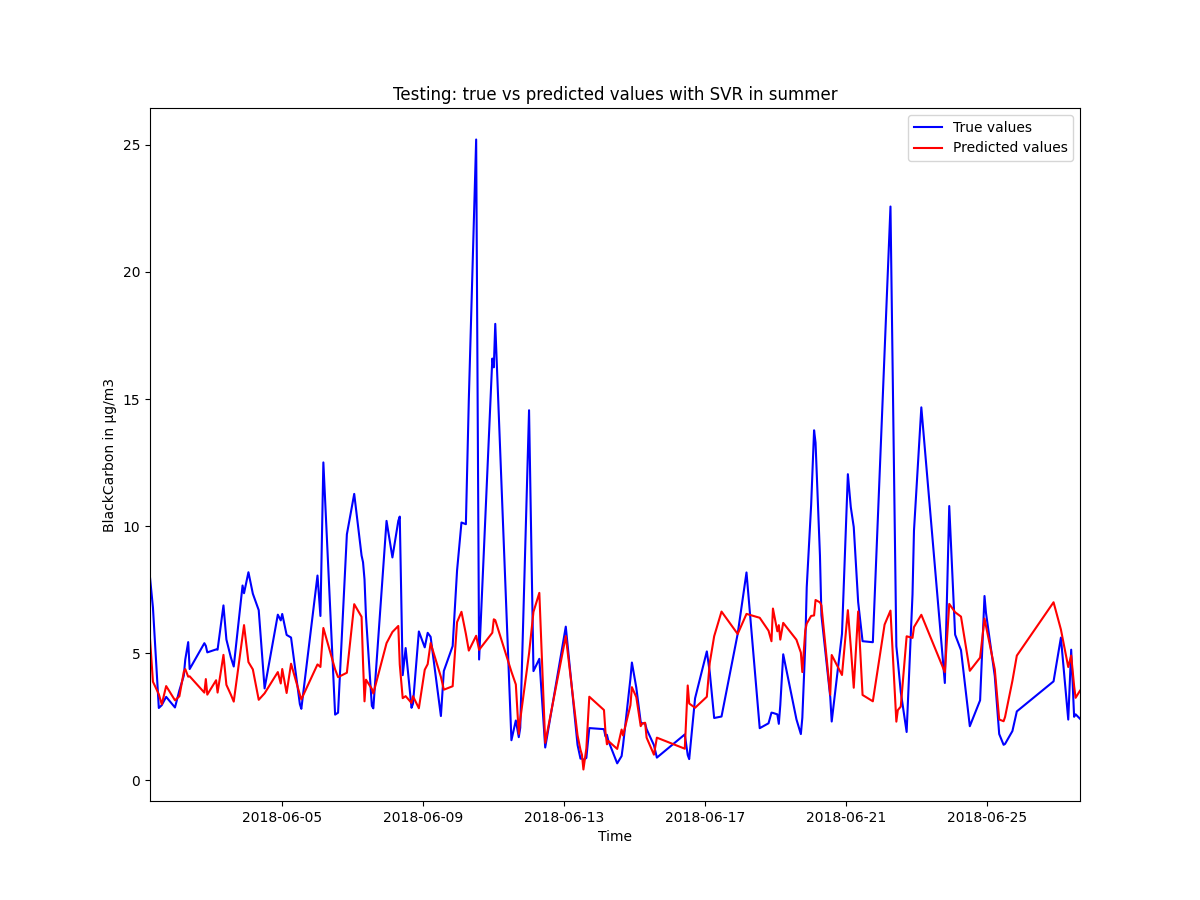 Testing: true vs predicted values with SVR in summer
True values
Predicted values
25
20
15
10
5
0
BlackCarbon in µg/m3
2018-06-05 2018-06-09 2018-06-13 2018-06-17 2018-06-21 2018-06-25
Time